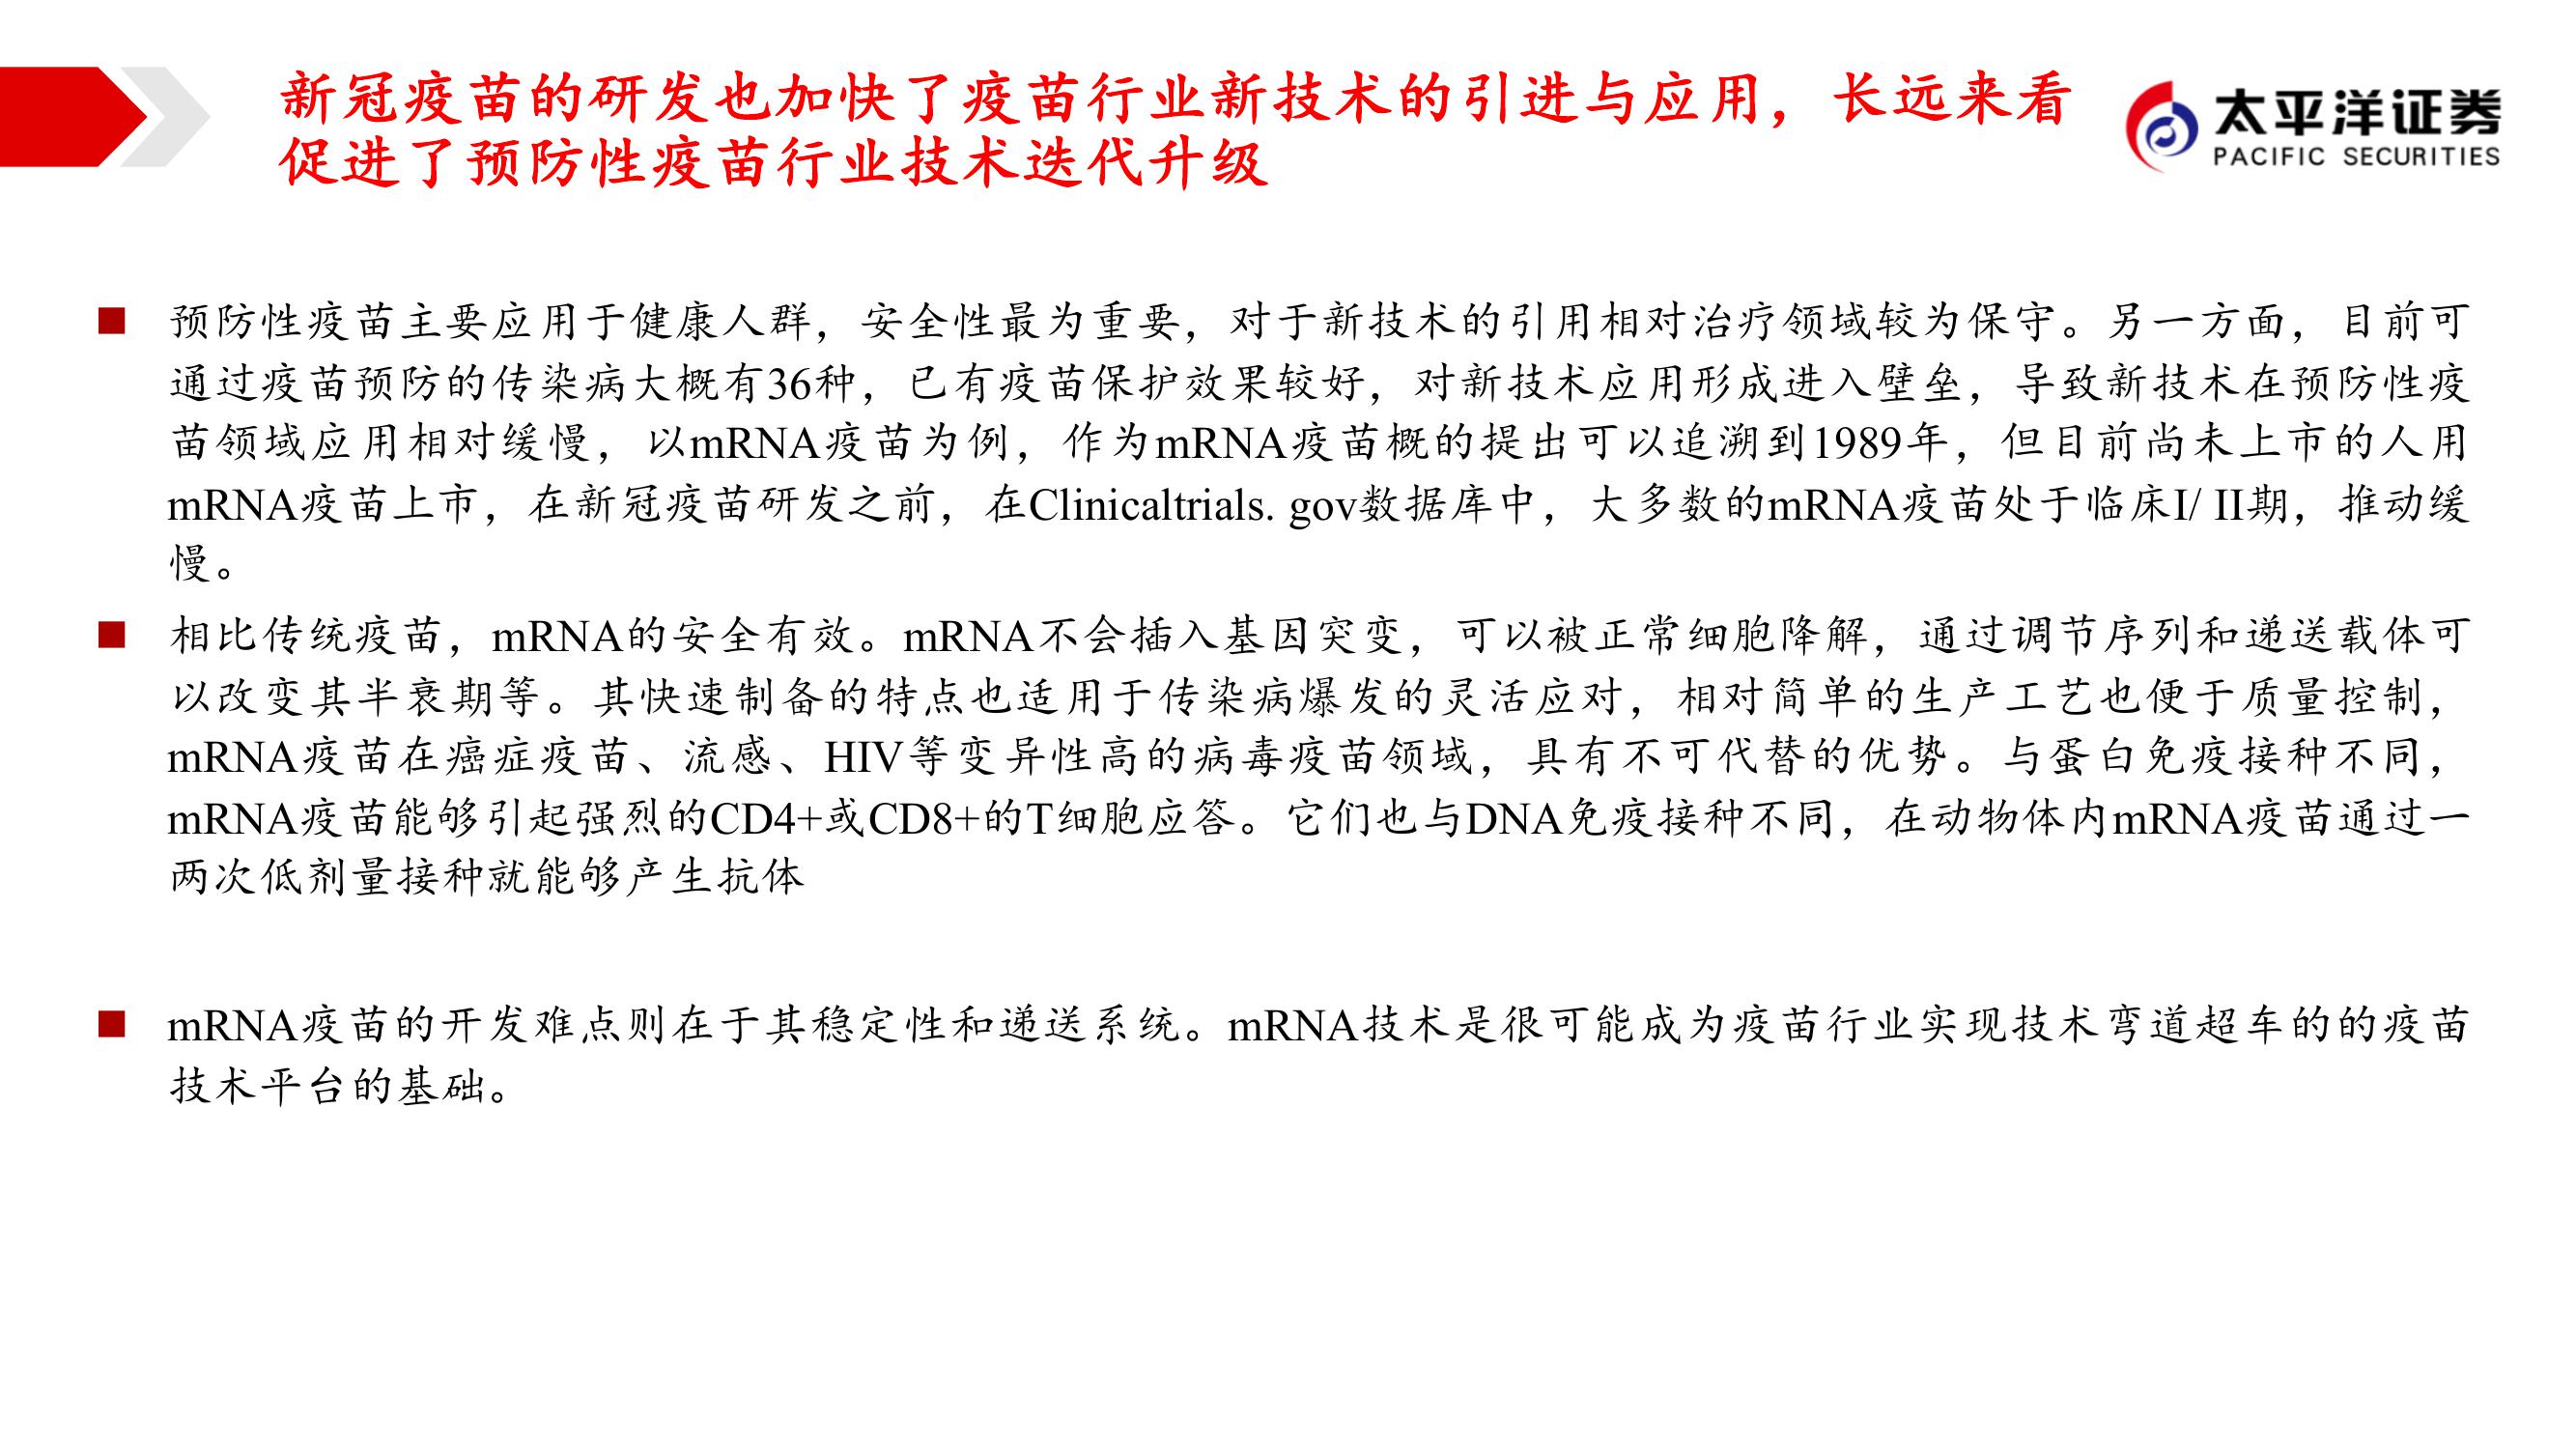 新冠疫苗的研发也加快了疫苗行业新技术的引进与应用，长远来看
促进了预防性疫苗行业技术迭代升级
太平洋证券
PACIFIC SECURITIES
预防性疫苗主要应用于健康人群，安全性最为重要，对于新技术的引用相对治疗领域较为保守。另一方面，目前可
通过疫苗预防的传染病大概有36种，已有疫苗保护效果较好，对新技术应用形成进入壁垒，导致新技术在预防性疫
苗领域应用相对缓慢，以mRNA疫苗为例，作为mRNA疫苗概的提出可以追溯到1989年，但目前尚未上市的人用
mRNA疫苗上市，在新冠疫苗研发之前，在Clinicaltrials. gov数据库中，大多数的mRNA疫苗处于临床I/ II期，推动缓
慢。
相比传统疫苗，mRNA的安全有效。mRNA不会插入基因突变，可以被正常细胞降解，通过调节序列和递送载体可
以改变其半衰期等。其快速制备的特点也适用于传染病爆发的灵活应对，相对简单的生产工艺也便于质量控制，
mRNA疫苗在癌症疫苗、流感、HIV等变异性高的病毒疫苗领域，具有不可代替的优势。与蛋白免疫接种不同，
mRNA疫苗能够引起强烈的CD4+或CD8+的T细胞应答。它们也与DNA免疫接种不同，在动物体内mRNA疫苗通过一
两次低剂量接种就能够产生抗体
mRNA疫苗的开发难点则在于其稳定性和递送系统。mRNA技术是很可能成为疫苗行业实现技术弯道超车的的疫苗
技术平台的基础。